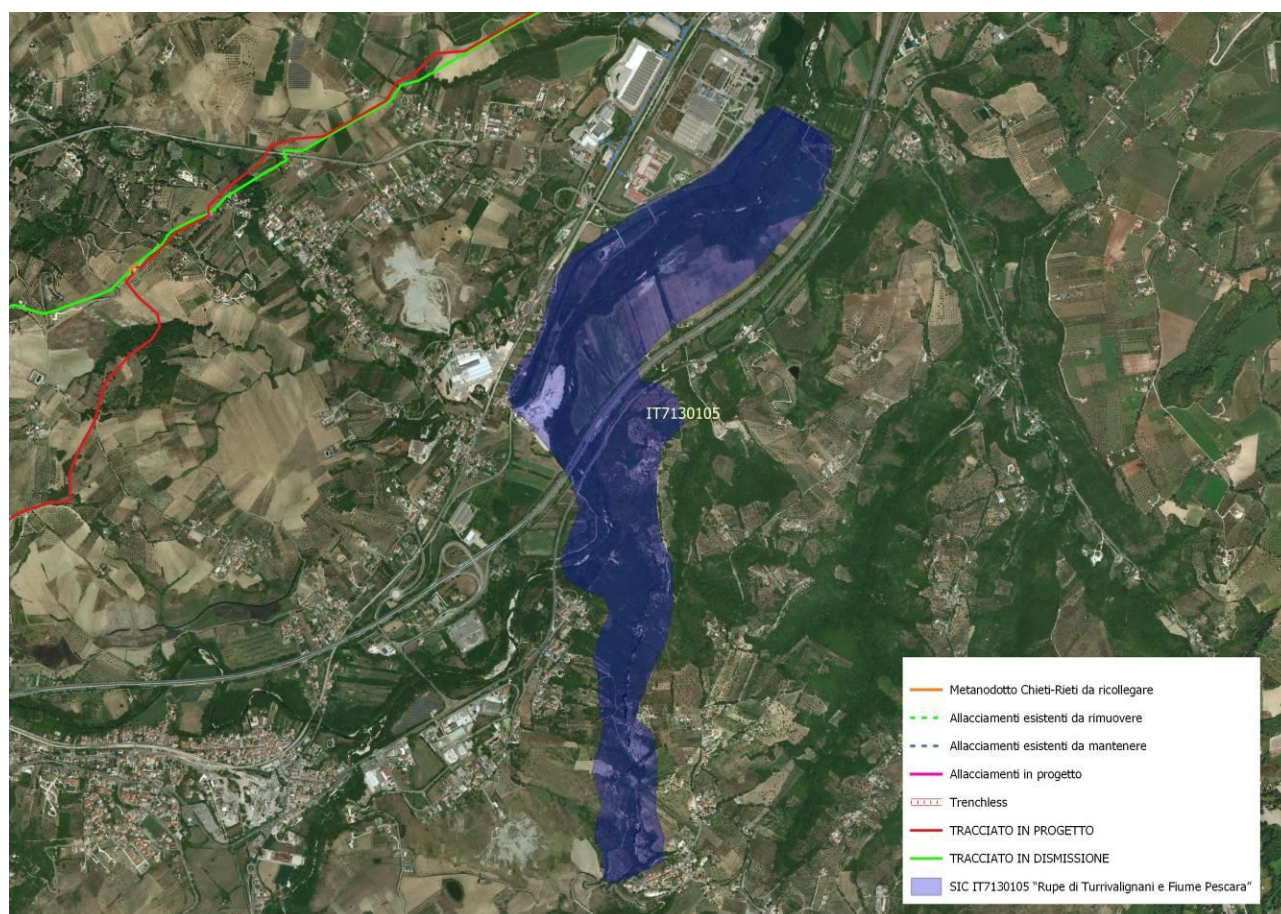 IT7130105
Metanodotto Chieti-Rieti da ricollegare
Allacciamenti esistenti da rimuovere
Allacciamenti esistenti da mantenere
Allacciamenti in progetto
Trenchless
TRACCIATO IN PROGETTO
TRACCIATO IN DISMISSIONE
SIC IT7130105 “Rupe di Turrivalignani e Fiume Pescara”